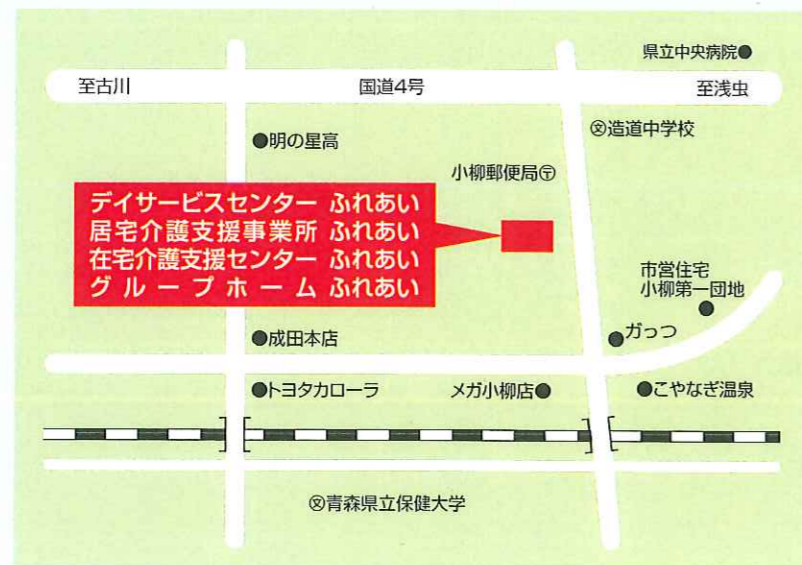 県立中央病院●
至古川
国道4号
至浅虫
●明の星高
㊫造道中学校
小柳郵便局〶
デイサービスセンター ふれあい
居宅介護支援事業所 ふれあい
在宅介護支援センター ふれあい
グループホーム ふれあい
市営住宅
小柳第一団地
●成田本店
●ガっつ
●トヨタカローラ
メガ小柳店●
●こやなぎ温泉
㊫青森県立保健大学